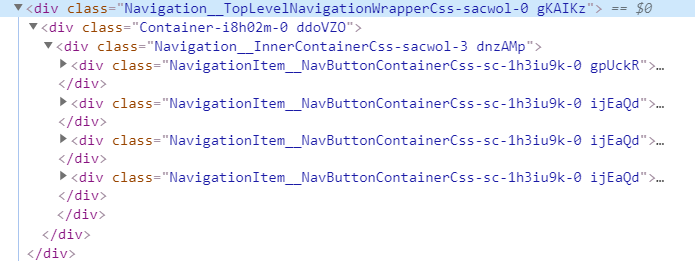 ▼<div class="Navigation__TopLevelNavigationWrapperCss-sacwol-0 gKAIKz"> == $0
▼<div class="Container-i8h02m-0 ddoVZO">
▼<div class="Navigation__InnerContainerCss-sacwol-3 dnzAMp">
▶<div class="NavigationItem__NavButtonContainerCss-sc-1h3iu9k-0 gpUckR">…
</div>
▶<div class="NavigationItem__NavButtonContainerCss-sc-1h3iu9k-0 ijEaQd">…
</div>
▶<div class="NavigationItem__NavButtonContainerCss-sc-1h3iu9k-0 ijEaQd">…
</div>
▶<div class="NavigationItem__NavButtonContainerCss-sc-1h3iu9k-0 ijEaQd">…
</div>
</div>
</div>
</div>